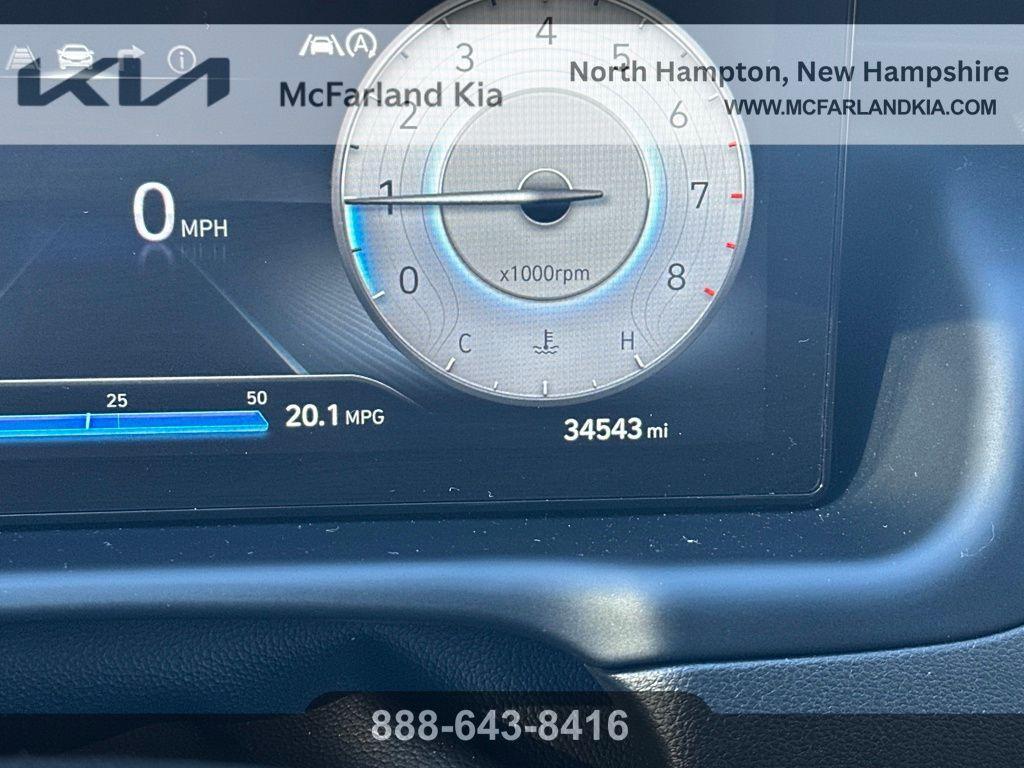 KIA
McFarland Kia
North Hampton, New Hampshire
WWW.MCFARLANDKIA.COM
A
0 MPH
0
1
2
3
4
5
6
7
8
x1000rpm
C
H
25
50
20.1 MPG
34543 mi
888-643-8416